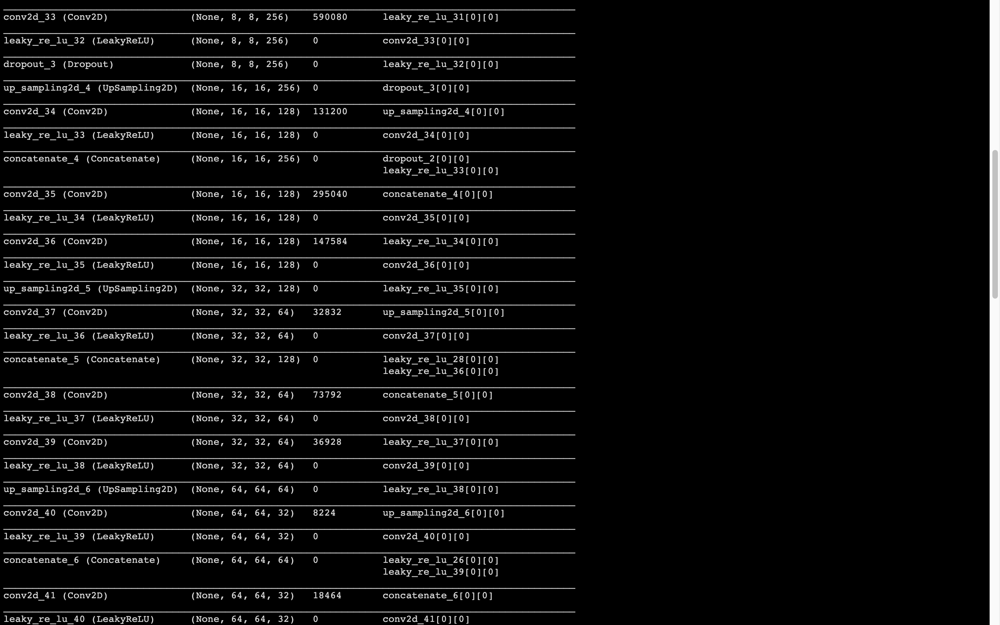 conv2d_33 (Conv2D) (None, 8, 8, 256) 590080 leaky_re_lu_31[0][0]
leaky_re_lu_32 (LeakyReLU) (None, 8, 8, 256) 0 conv2d_33[0][0]
dropout_3 (Dropout) (None, 8, 8, 256) 0 leaky_re_lu_32[0][0]
up_sampling2d_4 (UpSampling2D) (None, 16, 16, 256) 0 dropout_3[0][0]
conv2d_34 (Conv2D) (None, 16, 16, 128) 131200 up_sampling2d_4[0][0]
leaky_re_lu_33 (LeakyReLU) (None, 16, 16, 128) 0 conv2d_34[0][0]
concatenate_4 (Concatenate) (None, 16, 16, 256) 0 dropout_2[0][0]
leaky_re_lu_33[0][0]
conv2d_35 (Conv2D) (None, 16, 16, 128) 295040 concatenate_4[0][0]
leaky_re_lu_34 (LeakyReLU) (None, 16, 16, 128) 0 conv2d_35[0][0]
conv2d_36 (Conv2D) (None, 16, 16, 128) 147584 leaky_re_lu_34[0][0]
leaky_re_lu_35 (LeakyReLU) (None, 16, 16, 128) 0 conv2d_36[0][0]
up_sampling2d_5 (UpSampling2D) (None, 32, 32, 128) 0 leaky_re_lu_35[0][0]
conv2d_37 (Conv2D) (None, 32, 32, 64) 32832 up_sampling2d_5[0][0]
leaky_re_lu_36 (LeakyReLU) (None, 32, 32, 64) 0 conv2d_37[0][0]
concatenate_5 (Concatenate) (None, 32, 32, 128) 0 leaky_re_lu_28[0][0]
leaky_re_lu_36[0][0]
conv2d_38 (Conv2D) (None, 32, 32, 64) 73792 concatenate_5[0][0]
leaky_re_lu_37 (LeakyReLU) (None, 32, 32, 64) 0 conv2d_38[0][0]
conv2d_39 (Conv2D) (None, 32, 32, 64) 36928 leaky_re_lu_37[0][0]
leaky_re_lu_38 (LeakyReLU) (None, 32, 32, 64) 0 conv2d_39[0][0]
up_sampling2d_6 (UpSampling2D) (None, 64, 64, 64) 0 leaky_re_lu_38[0][0]
conv2d_40 (Conv2D) (None, 64, 64, 32) 8224 up_sampling2d_6[0][0]
leaky_re_lu_39 (LeakyReLU) (None, 64, 64, 32) 0 conv2d_40[0][0]
concatenate_6 (Concatenate) (None, 64, 64, 64) 0 leaky_re_lu_26[0][0]
leaky_re_lu_39[0][0]
conv2d_41 (Conv2D) (None, 64, 64, 32) 18464 concatenate_6[0][0]
leaky_re_lu_40 (LeakyReLU) (None, 64, 64, 32) 0 conv2d_41[0][0]